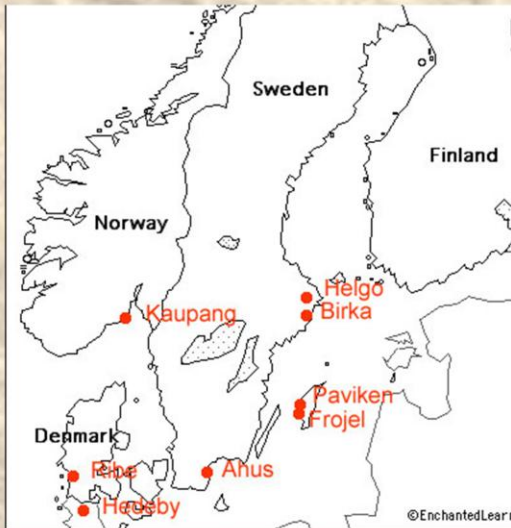 Sweden
Finland
Norway
Helgo
Kaupang
Birka
Paviken
Frojel
Denmark
Ribe
Ahus
Hedeby
©EnchantedLearn